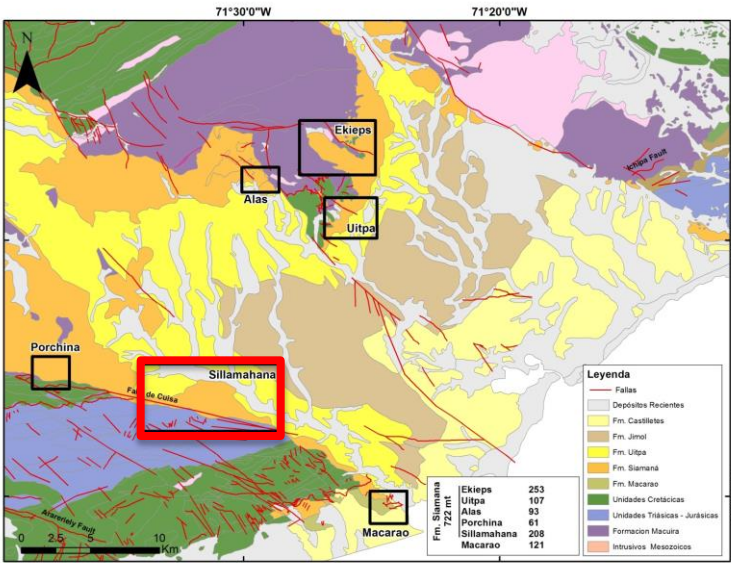 71°30'0"W
71°20'0"W
N
Ekieps
Ichipa Fault
Alas
Uitpa
Porchina
Sillamahana
Falla de Cuisa
Leyenda
Fallas
Depósitos Recientes
Fm. Castilletes
Fm. Jimol
Fm. Uitpa
Fm. Siamaná
Fm. Macarao
Unidades Cretácicas
Unidades Triásicas - Jurásicas
Formacion Macuira
Intrusivos Mesozoicos
Fm. Siamana
722 mt
Ekieps 253
Uitpa 107
Alas 93
Porchina 61
Sillamahana 208
Macarao 121
Macarao
Fault
0 2.5 5 10
Km